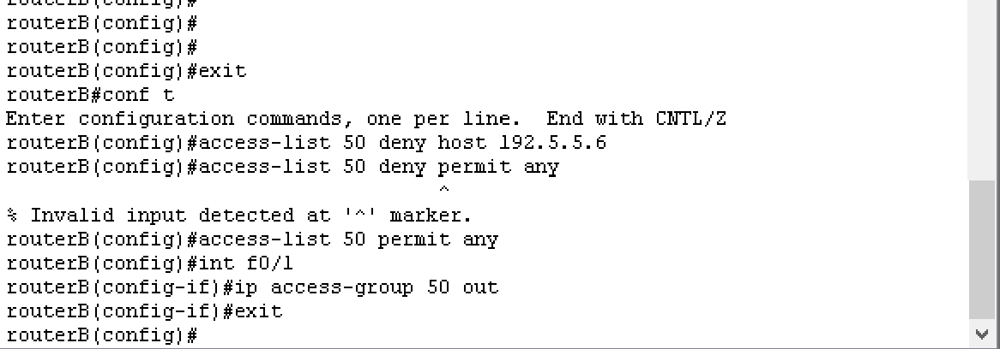 routerB(config)#
routerB(config)#
routerB(config)#
routerB(config)#exit
routerB#conf t
Enter configuration commands, one per line.  End with CNTL/Z
routerB(config)#access-list 50 deny host 192.5.5.6
routerB(config)#access-list 50 deny permit any
^
% Invalid input detected at '^' marker.
routerB(config)#access-list 50 permit any
routerB(config)#int f0/1
routerB(config-if)#ip access-group 50 out
routerB(config-if)#exit
routerB(config)#